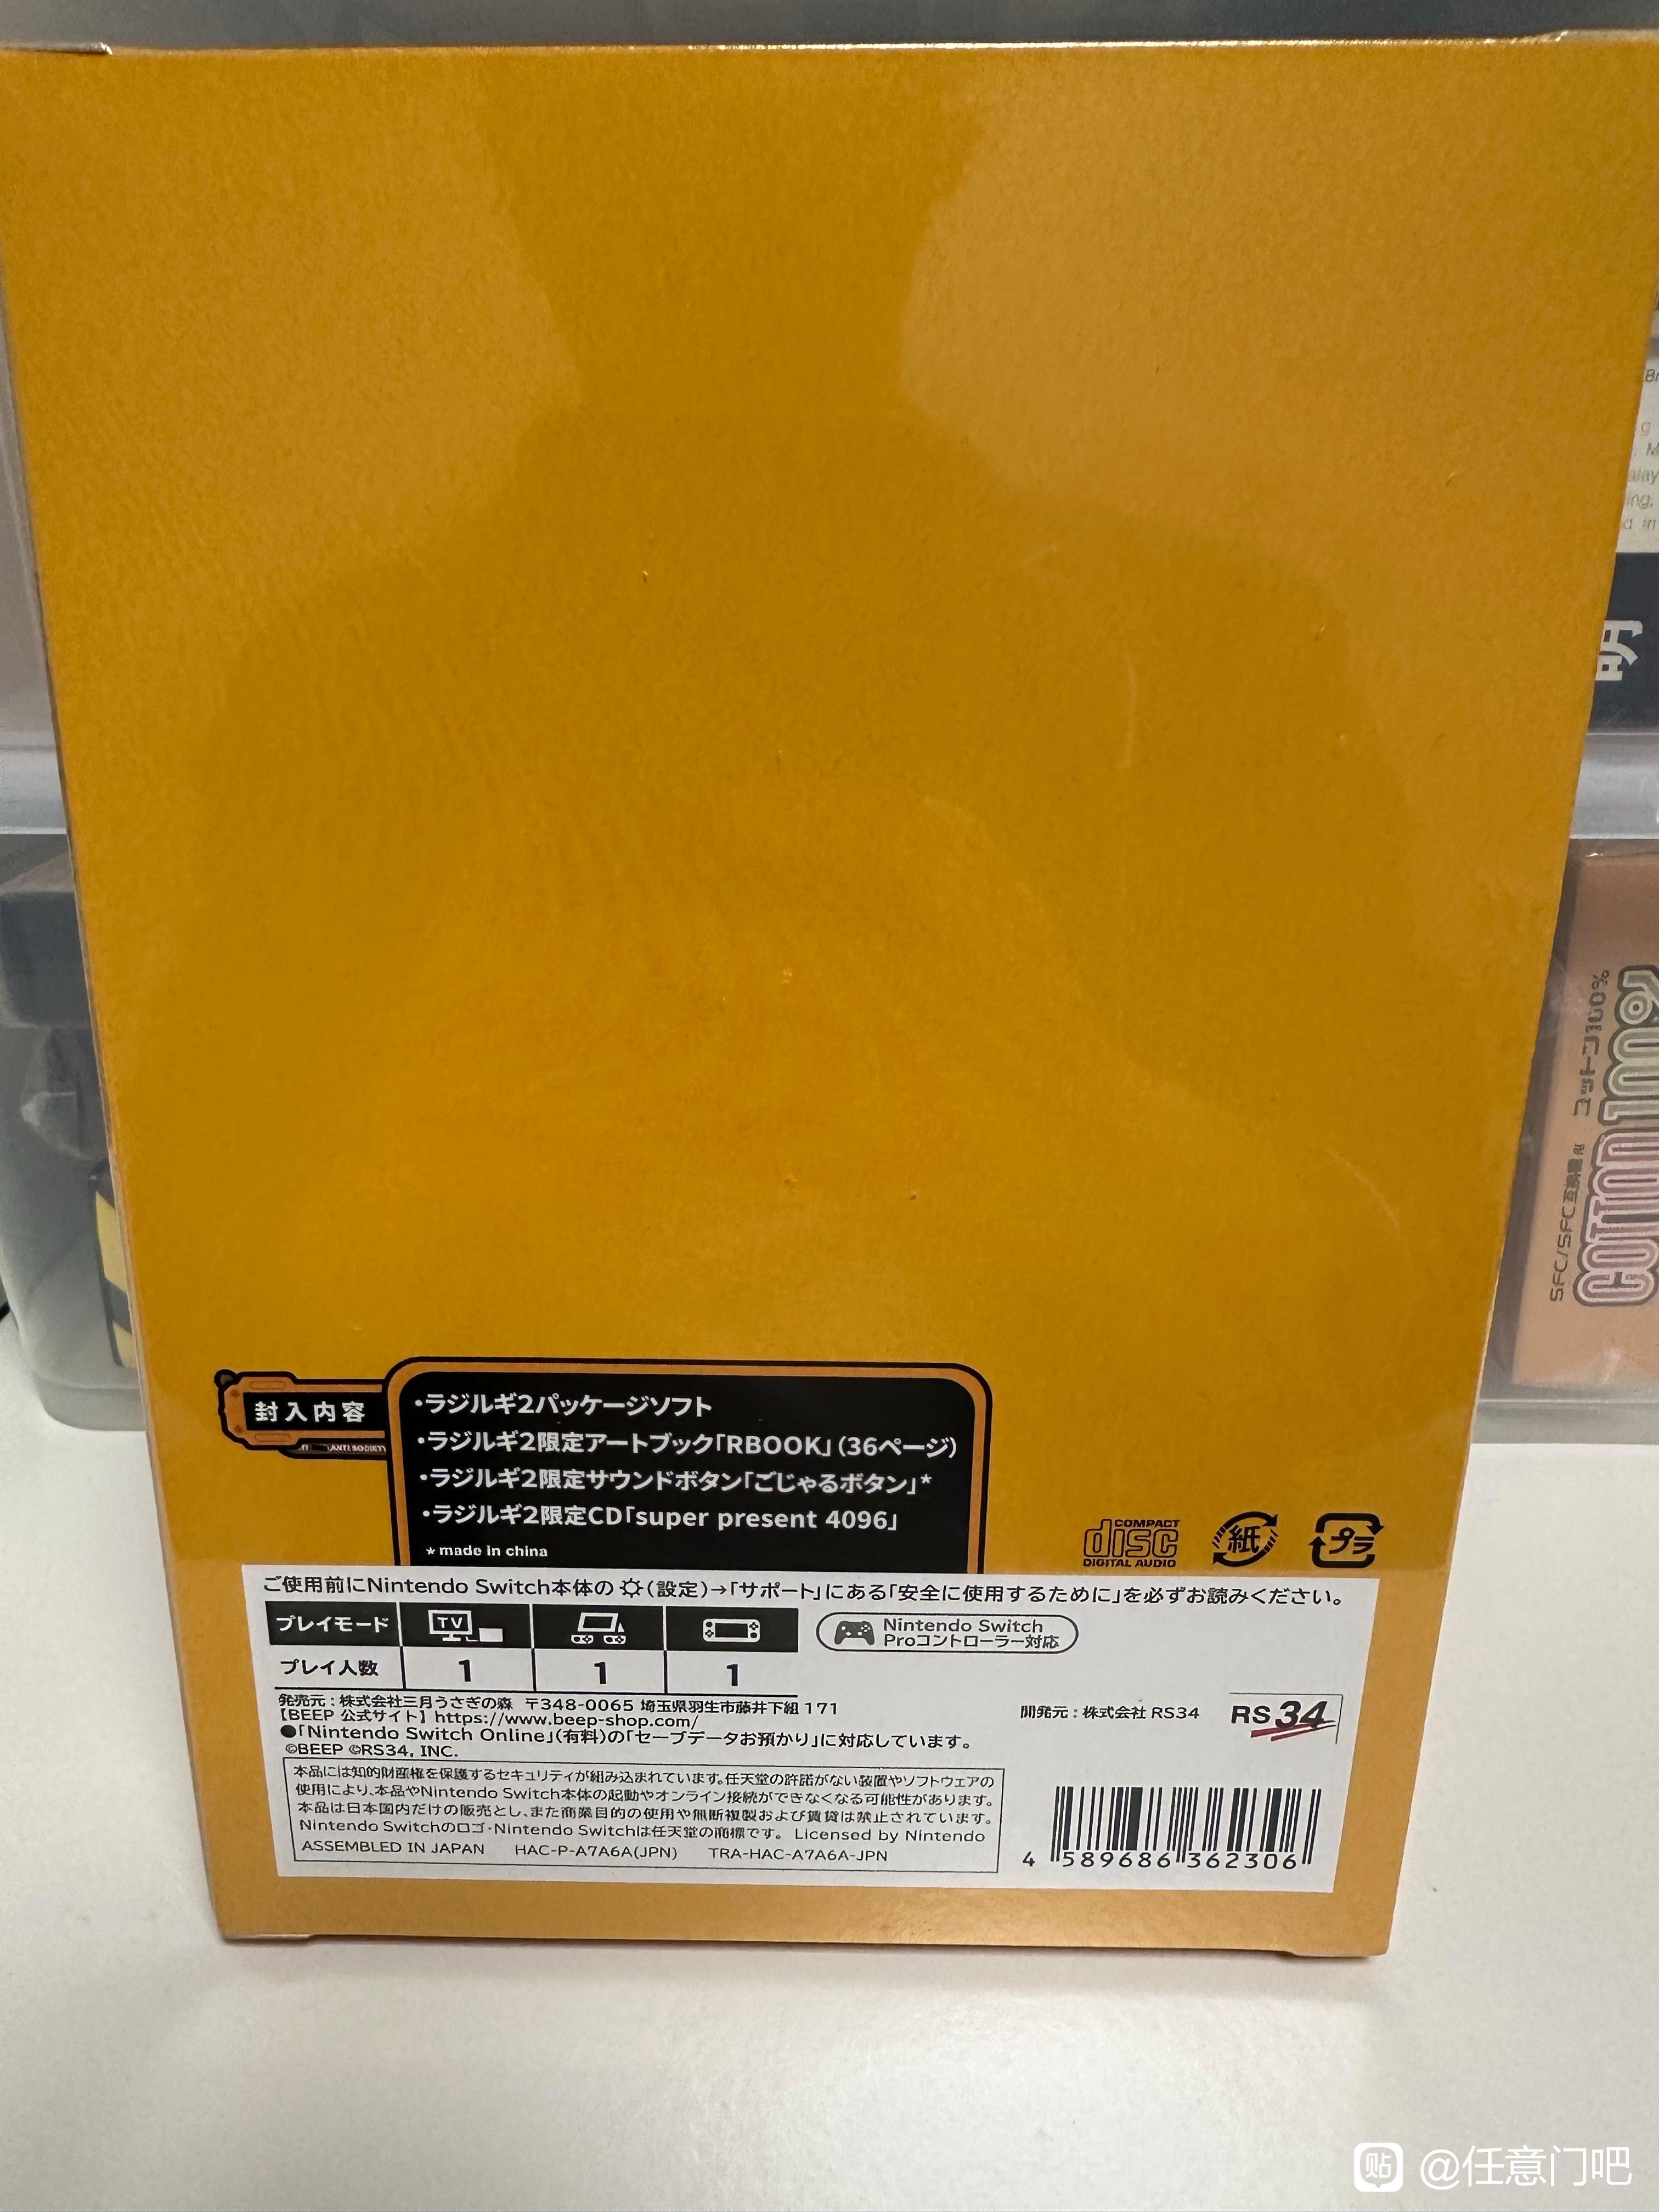 封入内容
ANTI SOCIETY
・ラジルギ2パッケージソフト
・ラジルギ2限定アートブック「RBOOK」(36ページ)
・ラジルギ2限定サウンドボタン「ごじゃるボタン」*
・ラジルギ2限定CD「super present 4096」
*made in china
COMPACT
disc
DIGITAL AUDIO
紙
プラ
ご使用前にNintendo Switch本体の(設定)→「サポート」にある「安全に使用するために」を必ずお読みください。
プレイモード
TV
Nintendo Switch
Proコントローラー対応
プレイ人数 1 1 1
発売元:株式会社三月うさぎの森 〒348-0065 埼玉県羽生市藤井下組171
【BEEP 公式サイト】https://www.beep-shop.com/
●「Nintendo Switch Online」(有料)の「セーブデータお預かり」に対応しています。
©BEEP ©RS34, INC.
開発元:株式会社 RS34
RS34
本品には知的財産権を保護するセキュリティが組み込まれています。任天堂の許諾がない装置やソフトウェアの
使用により、本品やNintendo Switch本体の起動やオンライン接続ができなくなる可能性があります。
本品は日本国内だけの販売とし、また商業目的の使用や無断複製および賃貸は禁止されています。
Nintendo Switchのロゴ・Nintendo Switchは任天堂の商標です。 Licensed by Nintendo
ASSEMBLED IN JAPAN HAC-P-A7A6A(JPN) TRA-HAC-A7A6A-JPN
4 589686 362306
明
SFC/SFC互換機用 コットン100%
COTTON 100%
贴 @任意门吧